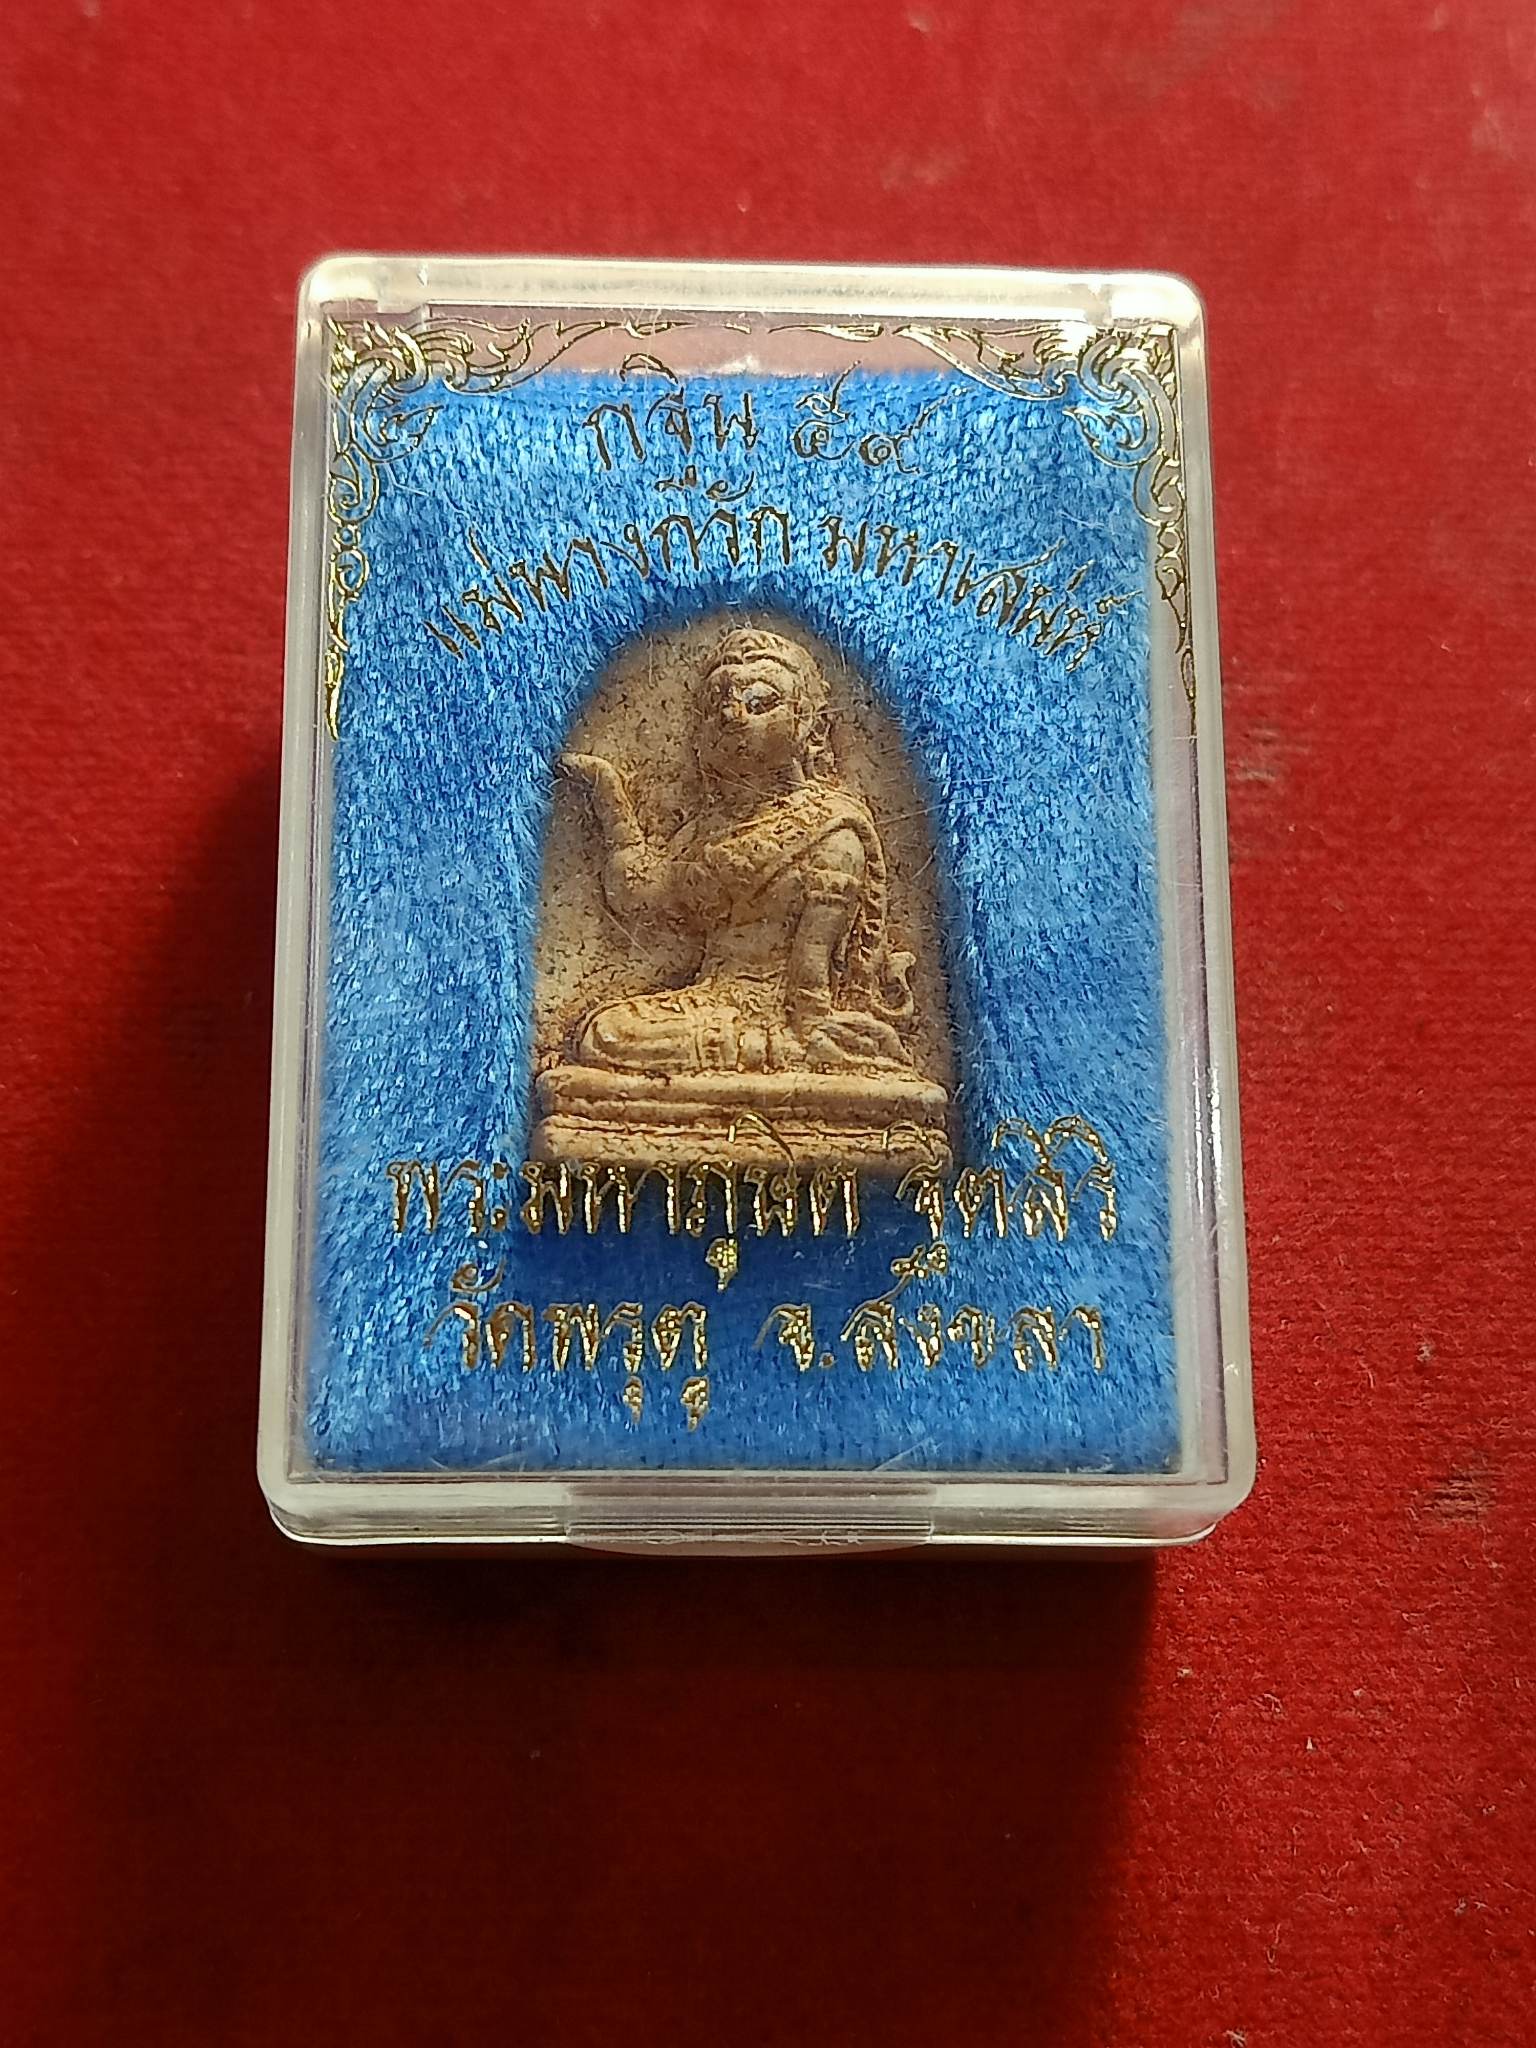 กฐิน ๕๙
แม่นางกวัก มหาเสน่ห์
พระมหาภุชิต จิตสิริ
วัดพรุตู จ.สงขลา